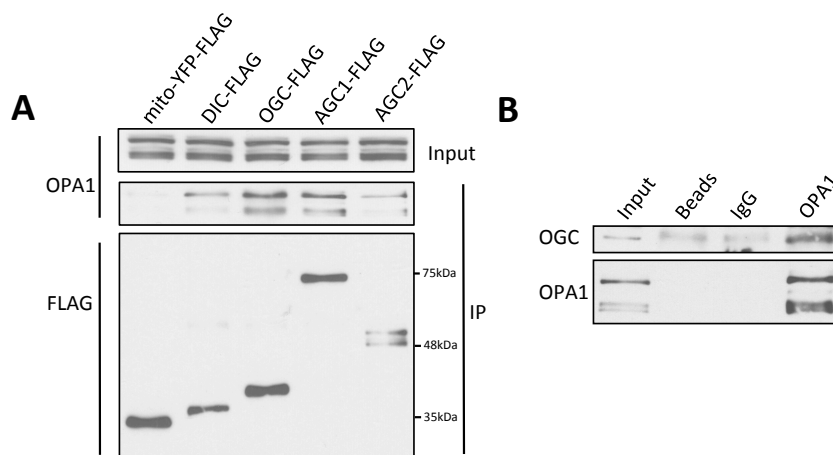 A
mito-YFP-FLAG
DIC-FLAG
OGC-FLAG
AGC1-FLAG
AGC2-FLAG
OPA1
Input
FLAG
75kDa
48kDa
35kDa
IP
B
Input
Beads
IgG
OPA1
OGC
OPA1